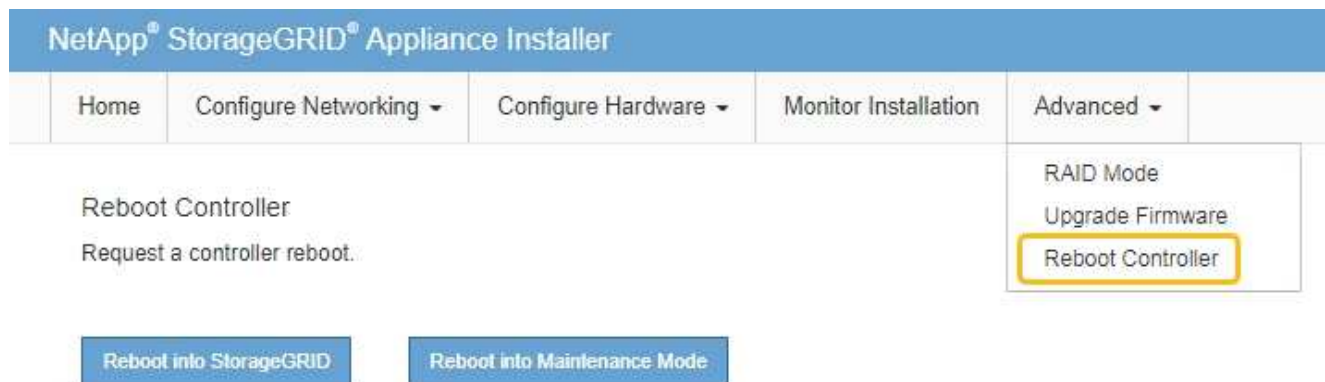 NetApp® StorageGRID® Appliance Installer
Home Configure Networking Configure Hardware Monitor Installation Advanced
RAID Mode
Upgrade Firmware
Reboot Controller
Reboot Controller
Request a controller reboot.
Reboot into StorageGRID Reboot into Maintenance Mode